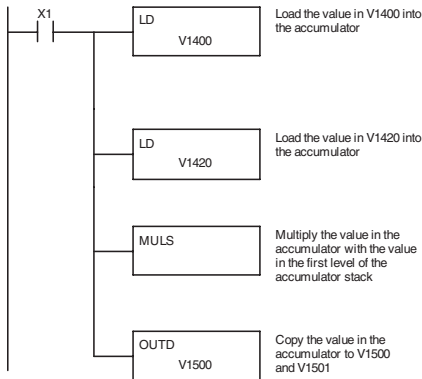 X1
LD
V1400
Load the value in V1400 into
the accumulator
LD
V1420
Load the value in V1420 into
the accumulator
MULS
Multiply the value in the
accumulator with the value
in the first level of the
accumulator stack
OUTD
V1500
Copy the value in the
accumulator to V1500
and V1501